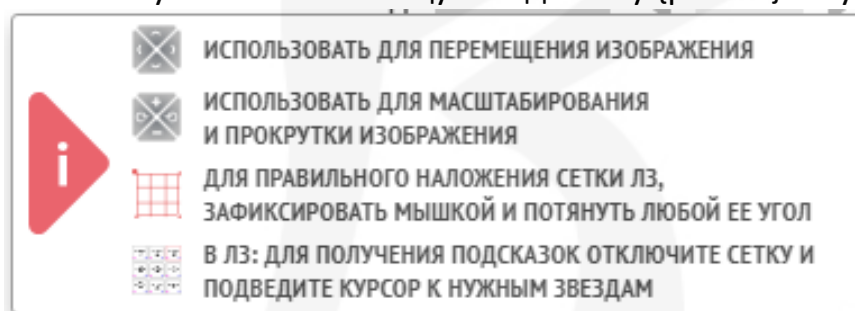 ИСПОЛЬЗОВАТЬ ДЛЯ ПЕРЕМЕЩЕНИЯ ИЗОБРАЖЕНИЯ
ИСПОЛЬЗОВАТЬ ДЛЯ МАСШТАБИРОВАНИЯ
И ПРОКРУТКИ ИЗОБРАЖЕНИЯ
ДЛЯ ПРАВИЛЬНОГО НАЛОЖЕНИЯ СЕТКИ ЛЗ,
ЗАФИКСИРОВАТЬ МЫШКОЙ И ПОТЯНУТЬ ЛЮБОЙ ЕЕ УГОЛ
В ЛЗ: ДЛЯ ПОЛУЧЕНИЯ ПОДСКАЗОК ОТКЛЮЧИТЕ СЕТКУ И
ПОДВЕДИТЕ КУРСОР К НУЖНЫМ ЗВЕЗДАМ